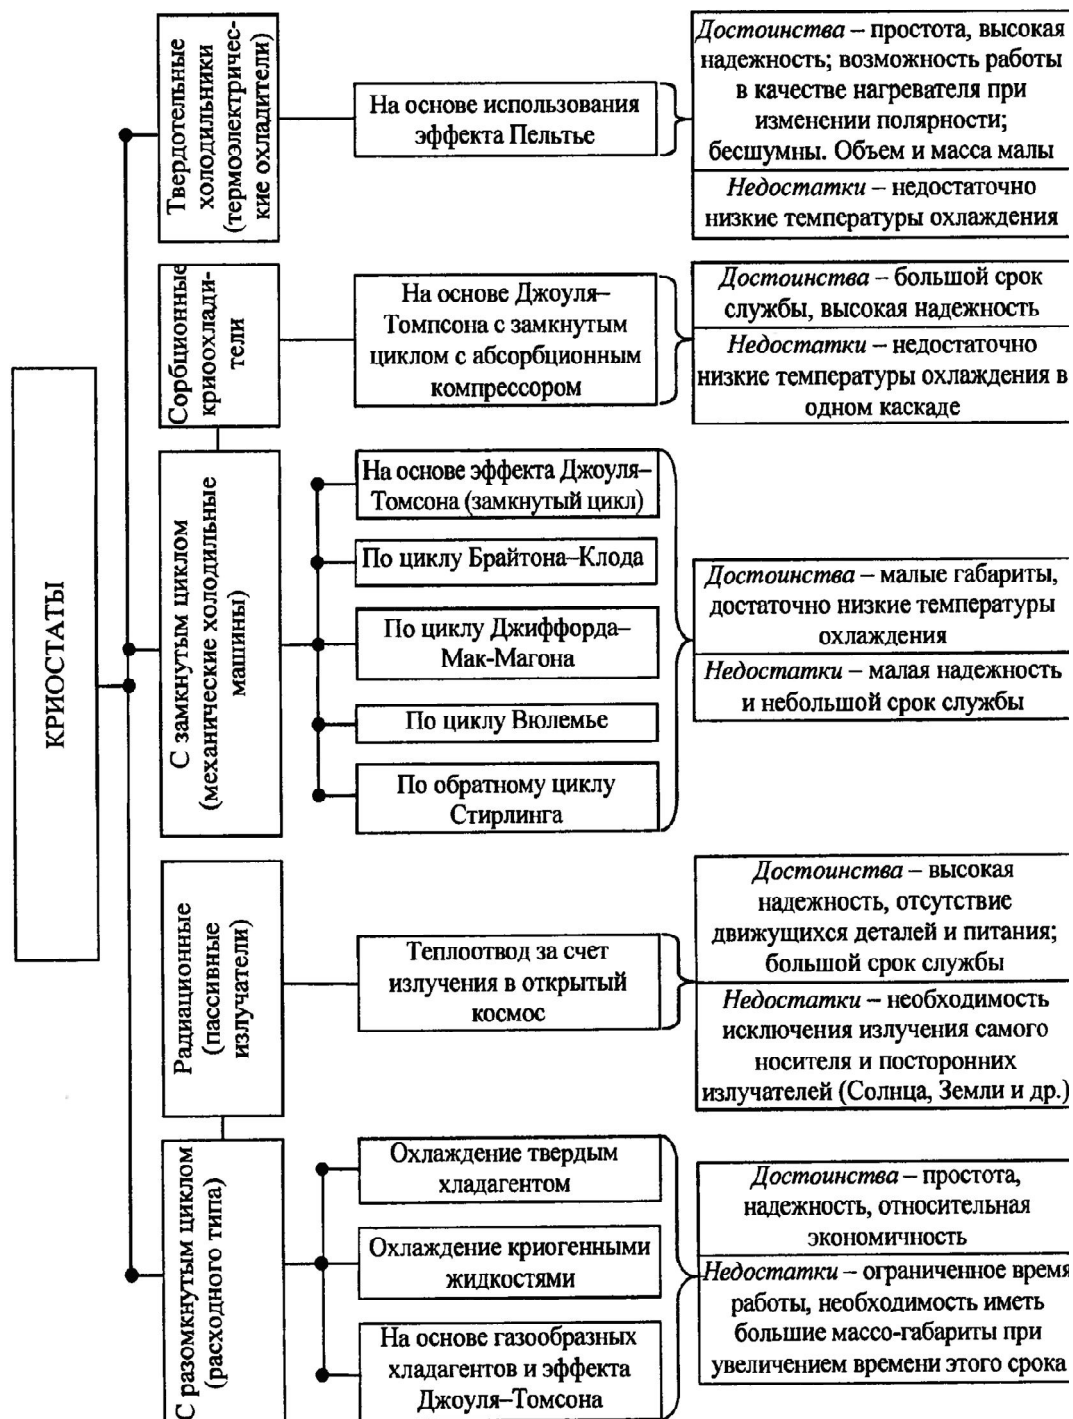 КРИОСТАТЫ
Твердотельные
холодильники
(термоэлектричес-
кие охладители)
На основе использования
эффекта Пельтье
Достоинства – простота, высокая
надежность; возможность работы
в качестве нагревателя при
изменении полярности;
бесшумны. Объем и масса малы
Недостатки – недостаточно
низкие температуры охлаждения
Сорбционные
криоохлади-
тели
На основе Джоуля–
Томпсона с замкнутым
циклом с абсорбционным
компрессором
Достоинства – большой срок
службы, высокая надежность
Недостатки – недостаточно
низкие температуры охлаждения в
одном каскаде
С замкнутым циклом
(механические холодильные
машины)
На основе эффекта Джоуля–
Томсона (замкнутый цикл)
По циклу Брайтона–Клода
По циклу Джиффорда–
Мак-Магона
По циклу Вюлемье
По обратному циклу
Стирлинга
Достоинства – малые габариты,
достаточно низкие температуры
охлаждения
Недостатки – малая надежность
и небольшой срок службы
Радиационные
(пассивные
излучатели)
Теплоотвод за счет
излучения в открытый
космос
Достоинства – высокая
надежность, отсутствие
движущихся деталей и питания;
большой срок службы
Недостатки – необходимость
исключения излучения самого
носителя и посторонних
излучателей (Солнца, Земли и др.)
С разомкнутым циклом
(расходного типа)
Охлаждение твердым
хладагентом
Охлаждение криогенными
жидкостями
На основе газообразных
хладагентов и эффекта
Джоуля–Томсона
Достоинства – простота,
надежность, относительная
экономичность
Недостатки – ограниченное время
работы, необходимость иметь
большие массо-габариты при
увеличением времени этого срока